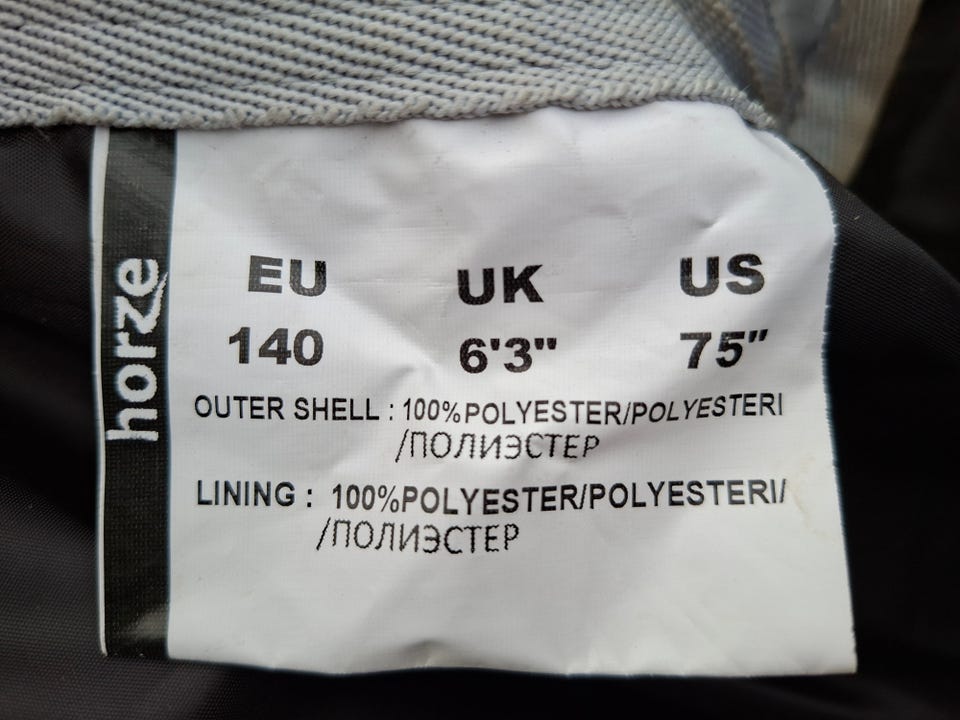 horze
EU UK US
140 6'3" 75"
OUTER SHELL : 100%POLYESTER/POLYESTERI
/ПОЛИЭСТЕР
LINING : 100%POLYESTER/POLYESTERI/
/ПОЛИЭСТЕР